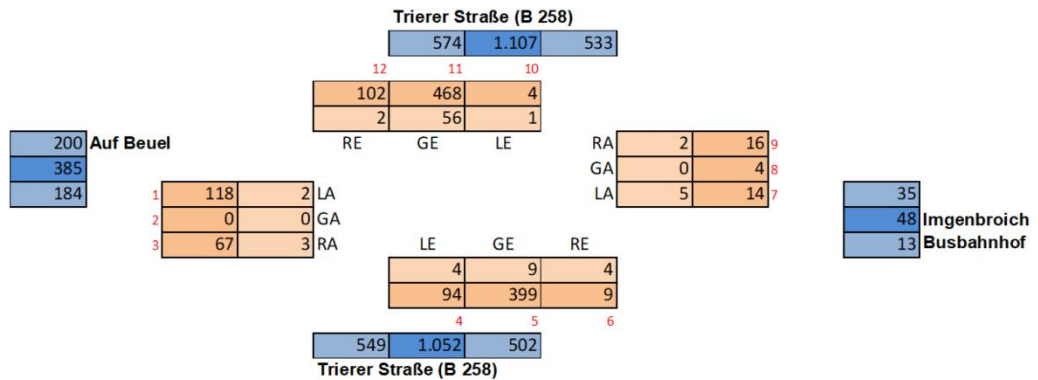 Trierer Straße (B 258)
574 1.107 533
12 11 10
102 468 4
2 56 1
RE GE LE
200 Auf Beuel
385
184
RA 2 16 9
GA 0 4 8
LA 5 14 7
1 118 2 LA
2 0 0 GA
3 67 3 RA
35
48 Imgenbroich
13 Busbahnhof
LE GE RE
4 9 4
94 399 9
4 5 6
549 1.052 502
Trierer Straße (B 258)